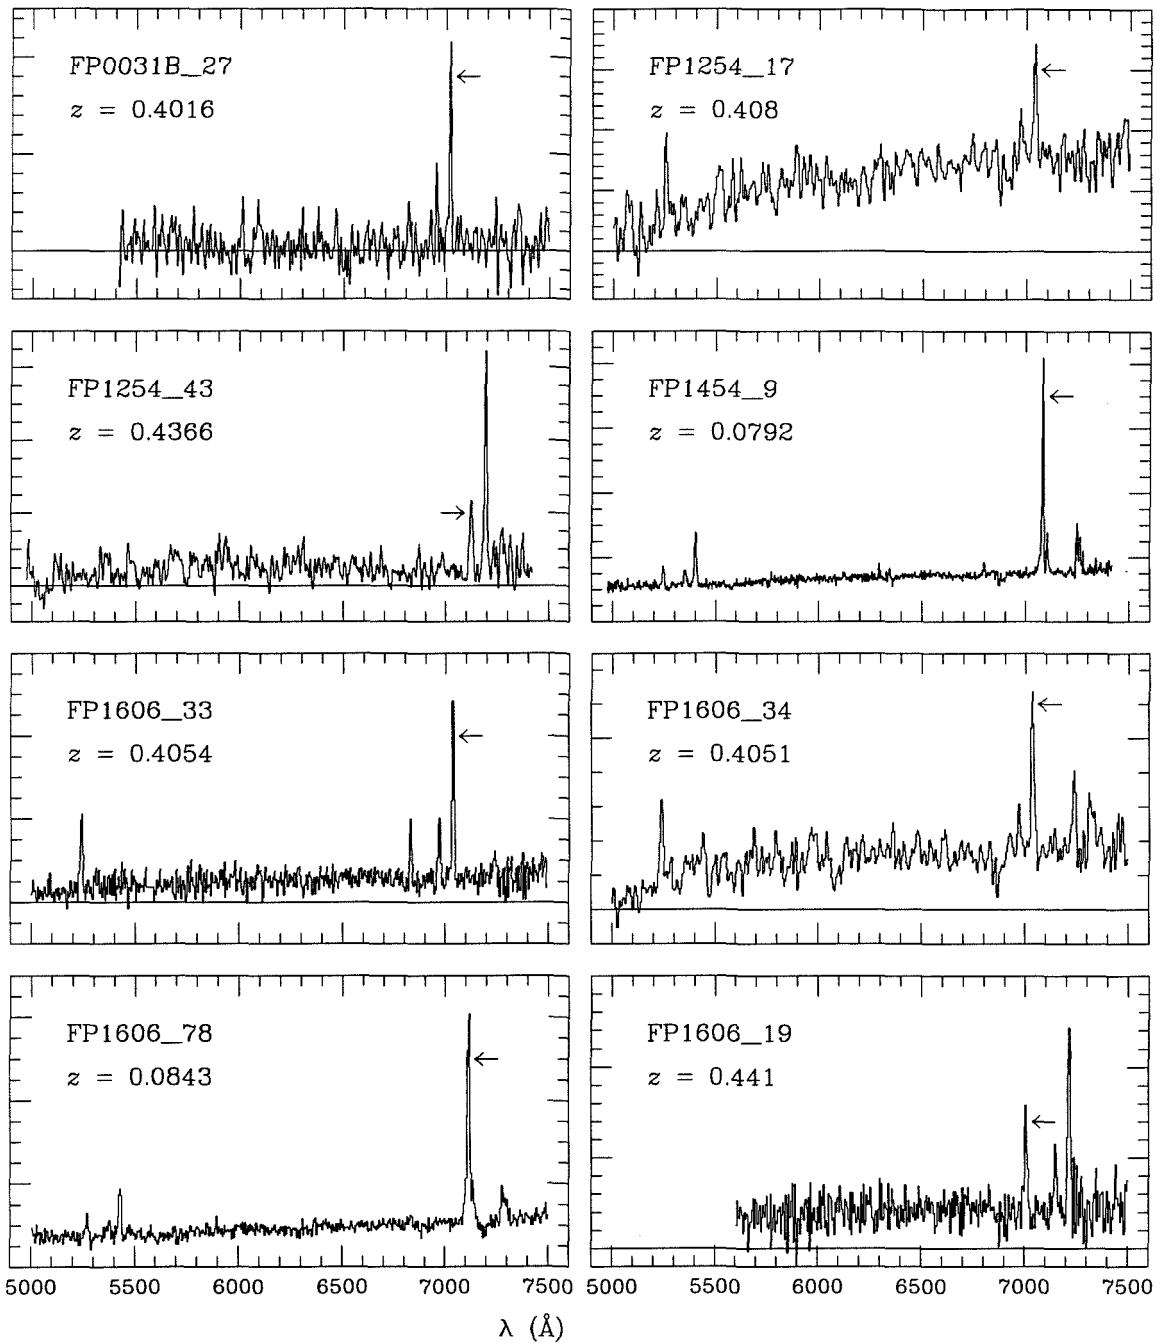 FP0031B_27
z = 0.4016
FP1254_17
z = 0.408
FP1254_43
z = 0.4366
FP1454_9
z = 0.0792
FP1606_33
z = 0.4054
FP1606_34
z = 0.4051
FP1606_78
z = 0.0843
FP1606_19
z = 0.441
5000 5500 6000 6500 7000 7500 5000 5500 6000 6500 7000 7500
λ (Å)